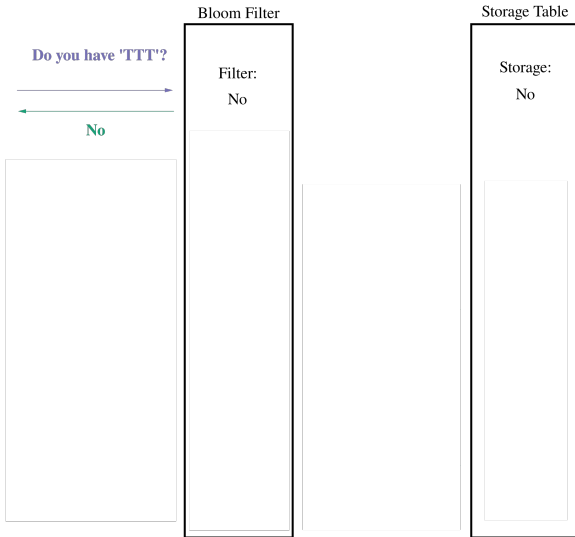 Bloom Filter
Storage Table
Do you have 'TTT'?
Filter:
No
Storage:
No
No